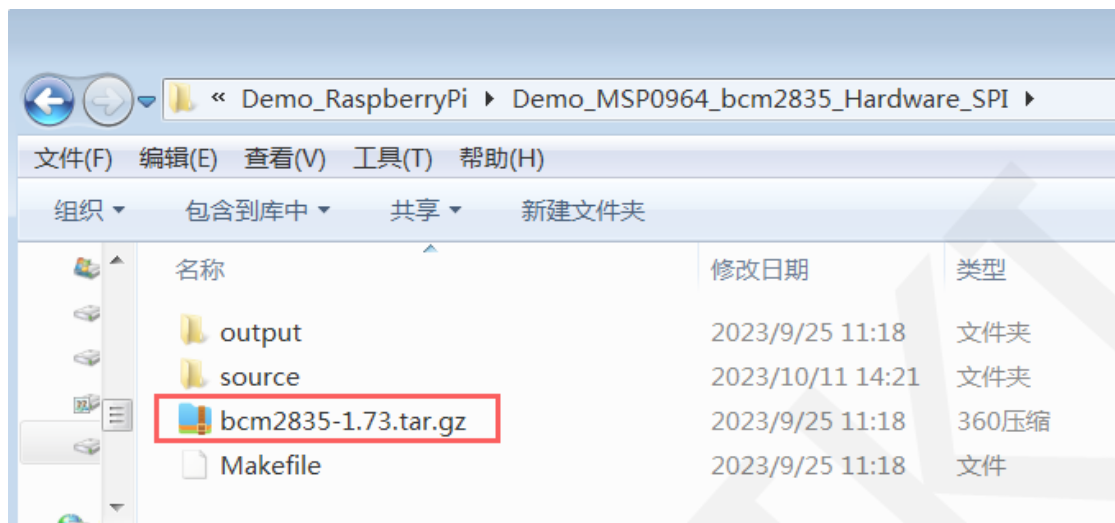 « Demo_RaspberryPi ▸ Demo_MSP0964_bcm2835_Hardware_SPI ▸
文件(F) 编辑(E) 查看(V) 工具(T) 帮助(H)
组织 包含到库中 共享 新建文件夹
名称 修改日期 类型
output 2023/9/25 11:18 文件夹
source 2023/10/11 14:21 文件夹
bcm2835-1.73.tar.gz 2023/9/25 11:18 360压缩
Makefile 2023/9/25 11:18 文件